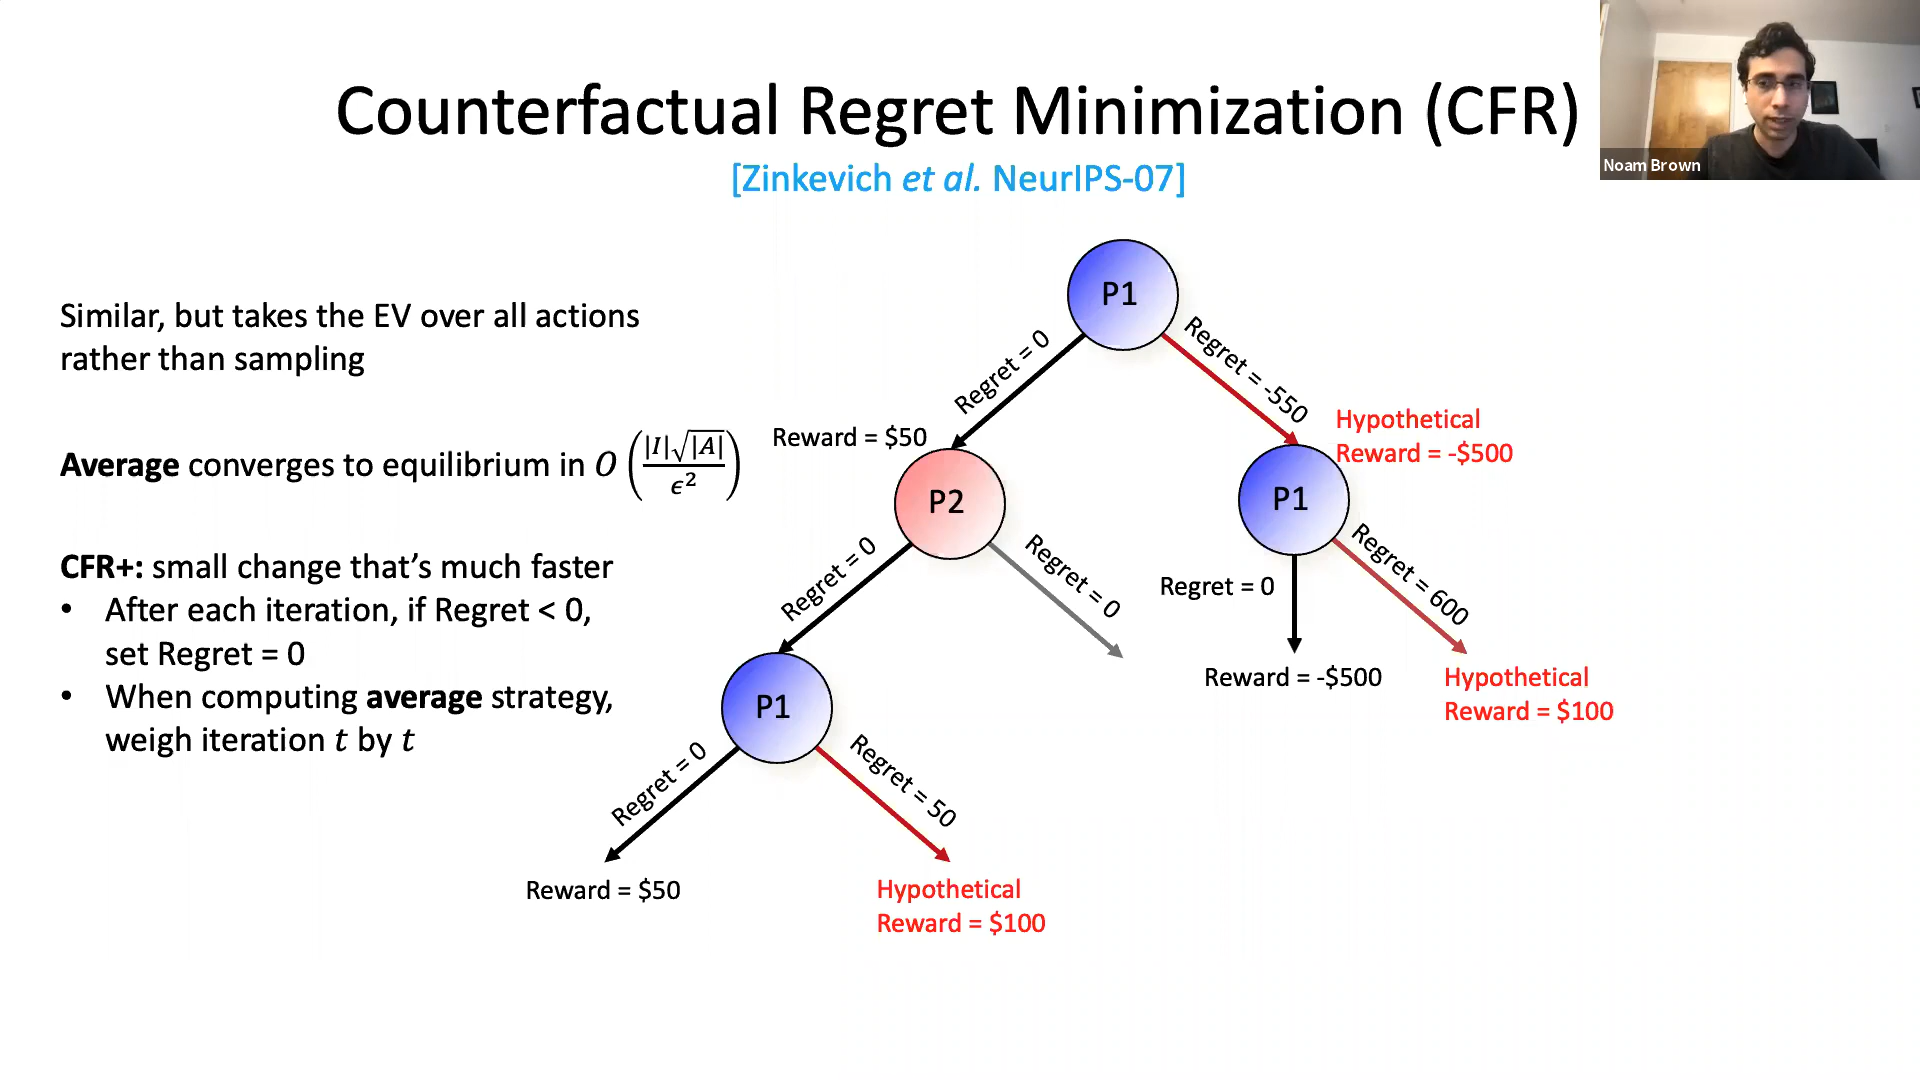 Counterfactual Regret Minimization (CFR)
[Zinkevich et al. NeurIPS-07]
Noam Brown
Similar, but takes the EV over all actions
rather than sampling
Average converges to equilibrium in O(|I|√|A| / ϵ²)
CFR+: small change that's much faster
• After each iteration, if Regret < 0,
set Regret = 0
• When computing average strategy,
weigh iteration t by t
P1
Regret = 0
Regret = -550
Reward = $50
Hypothetical
Reward = -$500
P2
P1
Regret = 0
Regret = 0
Regret = 0
Regret = 600
Reward = -$500
Hypothetical
Reward = $100
P1
Regret = 0
Regret = 50
Reward = $50
Hypothetical
Reward = $100